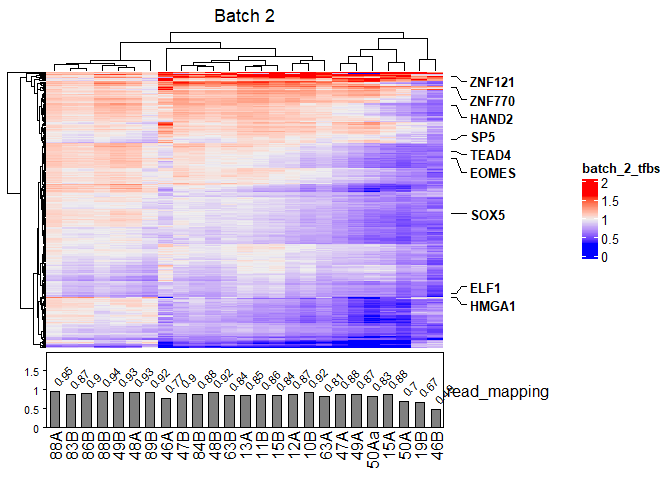 Batch 2
ZNF121
ZNF770
HAND2
SP5
TEAD4
EOMES
SOX5
ELF1
HMGA1
batch_2_tfbs
2
1.5
1
0.5
0
1.5
1
0.5
0
0.95 0.87 0.9 0.94 0.93 0.93 0.92 0.77 0.9 0.88 0.92 0.84 0.85 0.86 0.84 0.87 0.92 0.81 0.88 0.87 0.83 0.88 0.7 0.67
read_mapping
88A 83B 86B 88B 49B 48A 89B 46A 47B 84B 48B 63B 13A 11B 15B 12A 10B 63A 47A 49A 50Aa 15A 50A 19B 46B